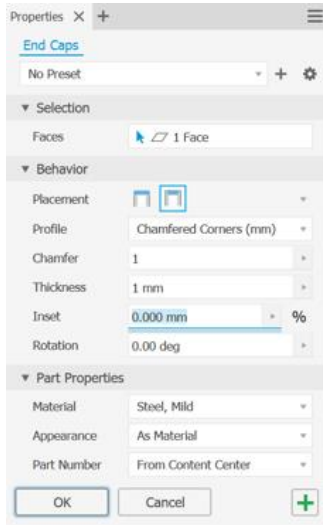 Properties
End Caps
No Preset
Selection
Faces 1 Face
Behavior
Placement
Profile Chamfered Corners (mm)
Chamfer 1
Thickness 1 mm
Inset 0.000 mm %
Rotation 0.00 deg
Part Properties
Material Steel, Mild
Appearance As Material
Part Number From Content Center
OK Cancel